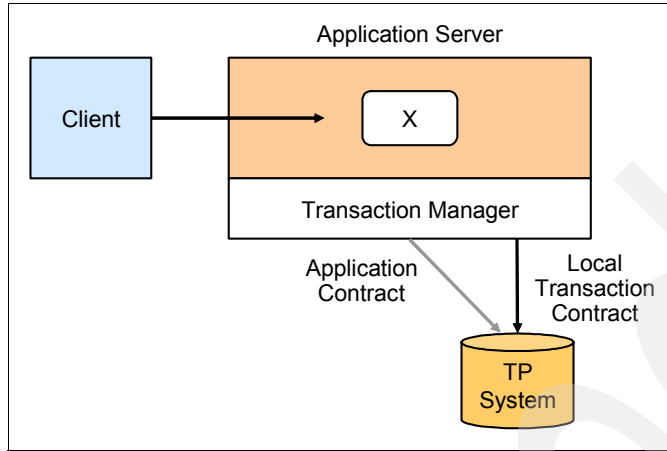 Application Server
Client
X
Transaction Manager
Application
Contract
Local
Transaction
Contract
TP
System